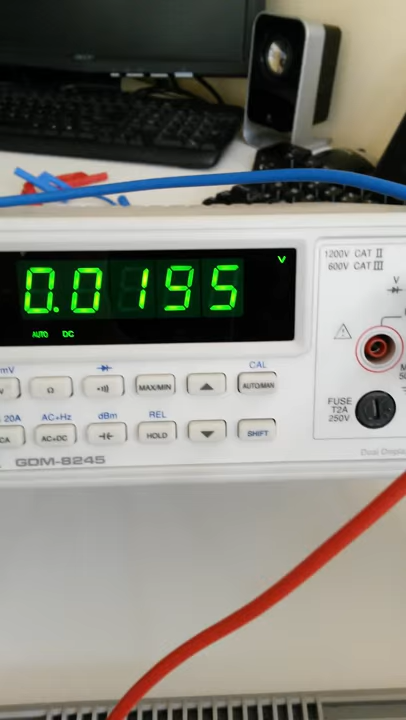 1200V CAT II
600V CAT III
V
0.0195
V
AUTO DC
mV
CAL
Ω
MAX/MIN
AUTO/MAN
FUSE
T2A
250V
20A
AC+Hz
dBm
REL
CA
AC+DC
HOLD
SHIFT
GDM-8245
Dual Display